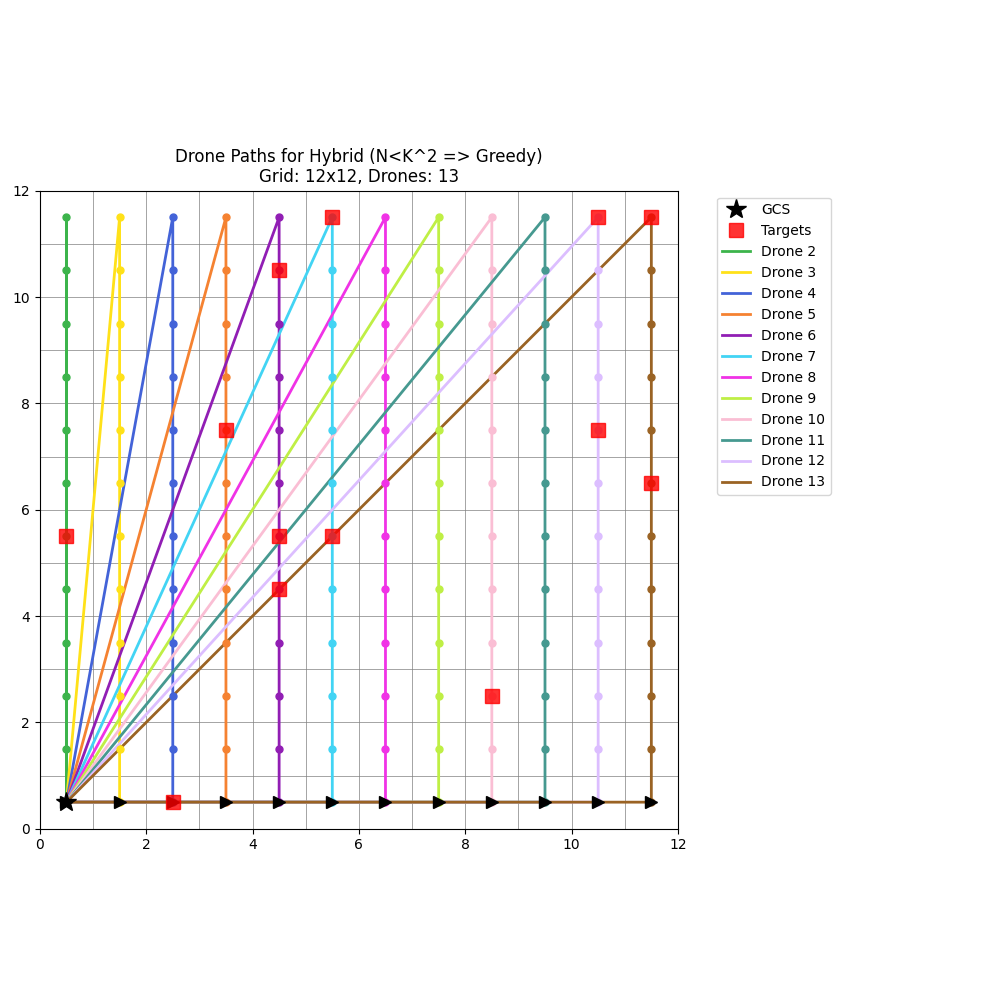 Drone Paths for Hybrid (N<K^2 => Greedy)
Grid: 12x12, Drones: 13
12
10
8
6
4
2
0
0 2 4 6 8 10 12
GCS
Targets
Drone 2
Drone 3
Drone 4
Drone 5
Drone 6
Drone 7
Drone 8
Drone 9
Drone 10
Drone 11
Drone 12
Drone 13